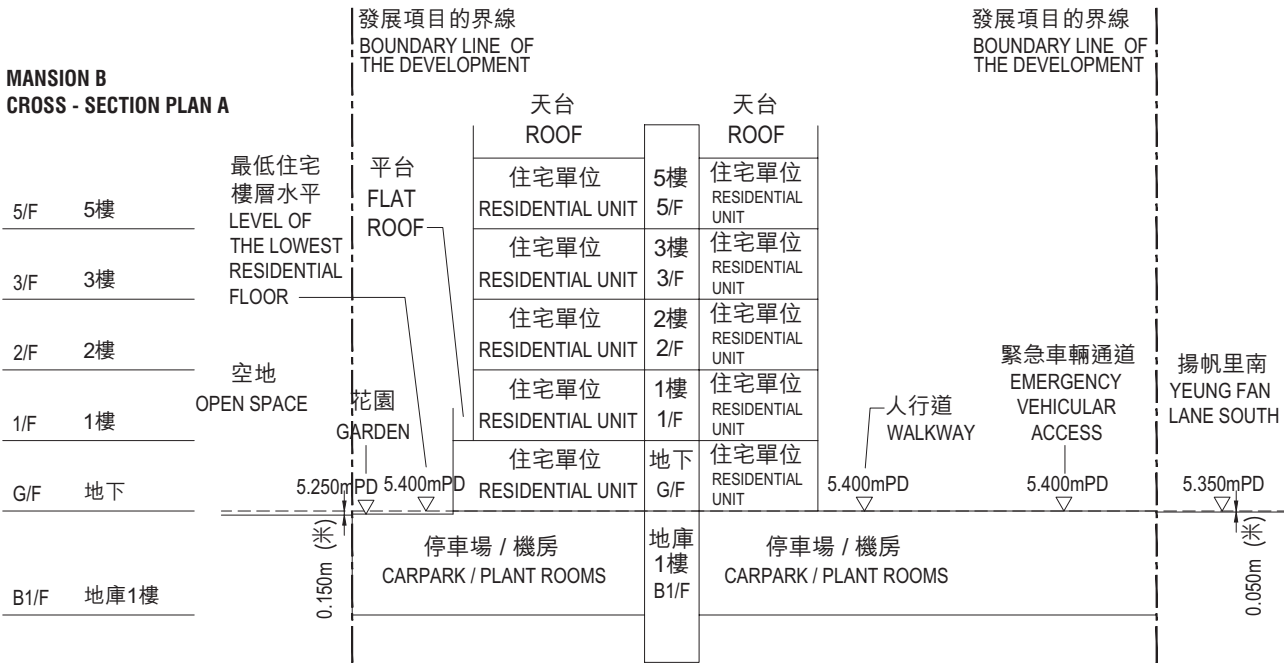 發展項目的界線
BOUNDARY LINE OF
THE DEVELOPMENT
發展項目的界線
BOUNDARY LINE OF
THE DEVELOPMENT
MANSION B
CROSS - SECTION PLAN A
天台
ROOF
天台
ROOF
最低住宅
樓層水平
LEVEL OF
THE LOWEST
RESIDENTIAL
FLOOR
平台
FLAT
ROOF
5/F 5樓
住宅單位
RESIDENTIAL UNIT
5樓
5/F
住宅單位
RESIDENTIAL
UNIT
3/F 3樓
住宅單位
RESIDENTIAL UNIT
3樓
3/F
住宅單位
RESIDENTIAL
UNIT
2/F 2樓
住宅單位
RESIDENTIAL UNIT
2樓
2/F
住宅單位
RESIDENTIAL
UNIT
空地
OPEN SPACE
花園
GARDEN
1/F 1樓
住宅單位
RESIDENTIAL UNIT
1樓
1/F
住宅單位
RESIDENTIAL
UNIT
人行道
WALKWAY
緊急車輛通道
EMERGENCY
VEHICULAR
ACCESS
揚帆里南
YEUNG FAN
LANE SOUTH
G/F 地下
5.250mPD
5.400mPD
住宅單位
RESIDENTIAL UNIT
地下
G/F
住宅單位
RESIDENTIAL
UNIT
5.400mPD
5.400mPD
5.350mPD
B1/F 地庫1樓
0.150m (米)
停車場 / 機房
CARPARK / PLANT ROOMS
地庫
1樓
B1/F
停車場 / 機房
CARPARK / PLANT ROOMS
0.050m (米)